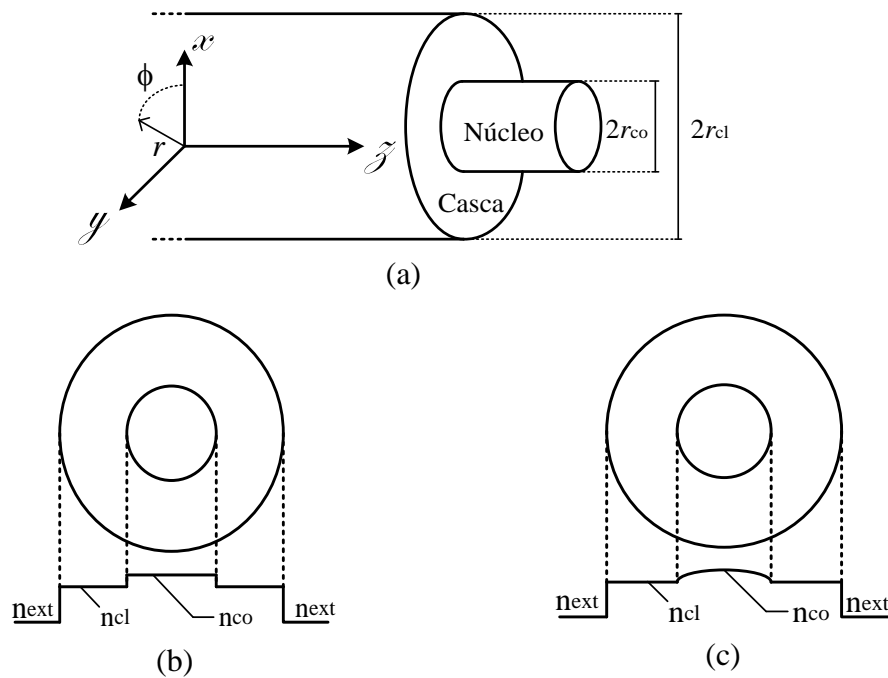 x
ϕ
r
z
y
Núcleo
Casca
2rco
2rcl
(a)
next
ncl
nco
next
(b)
next
ncl
nco
next
(c)